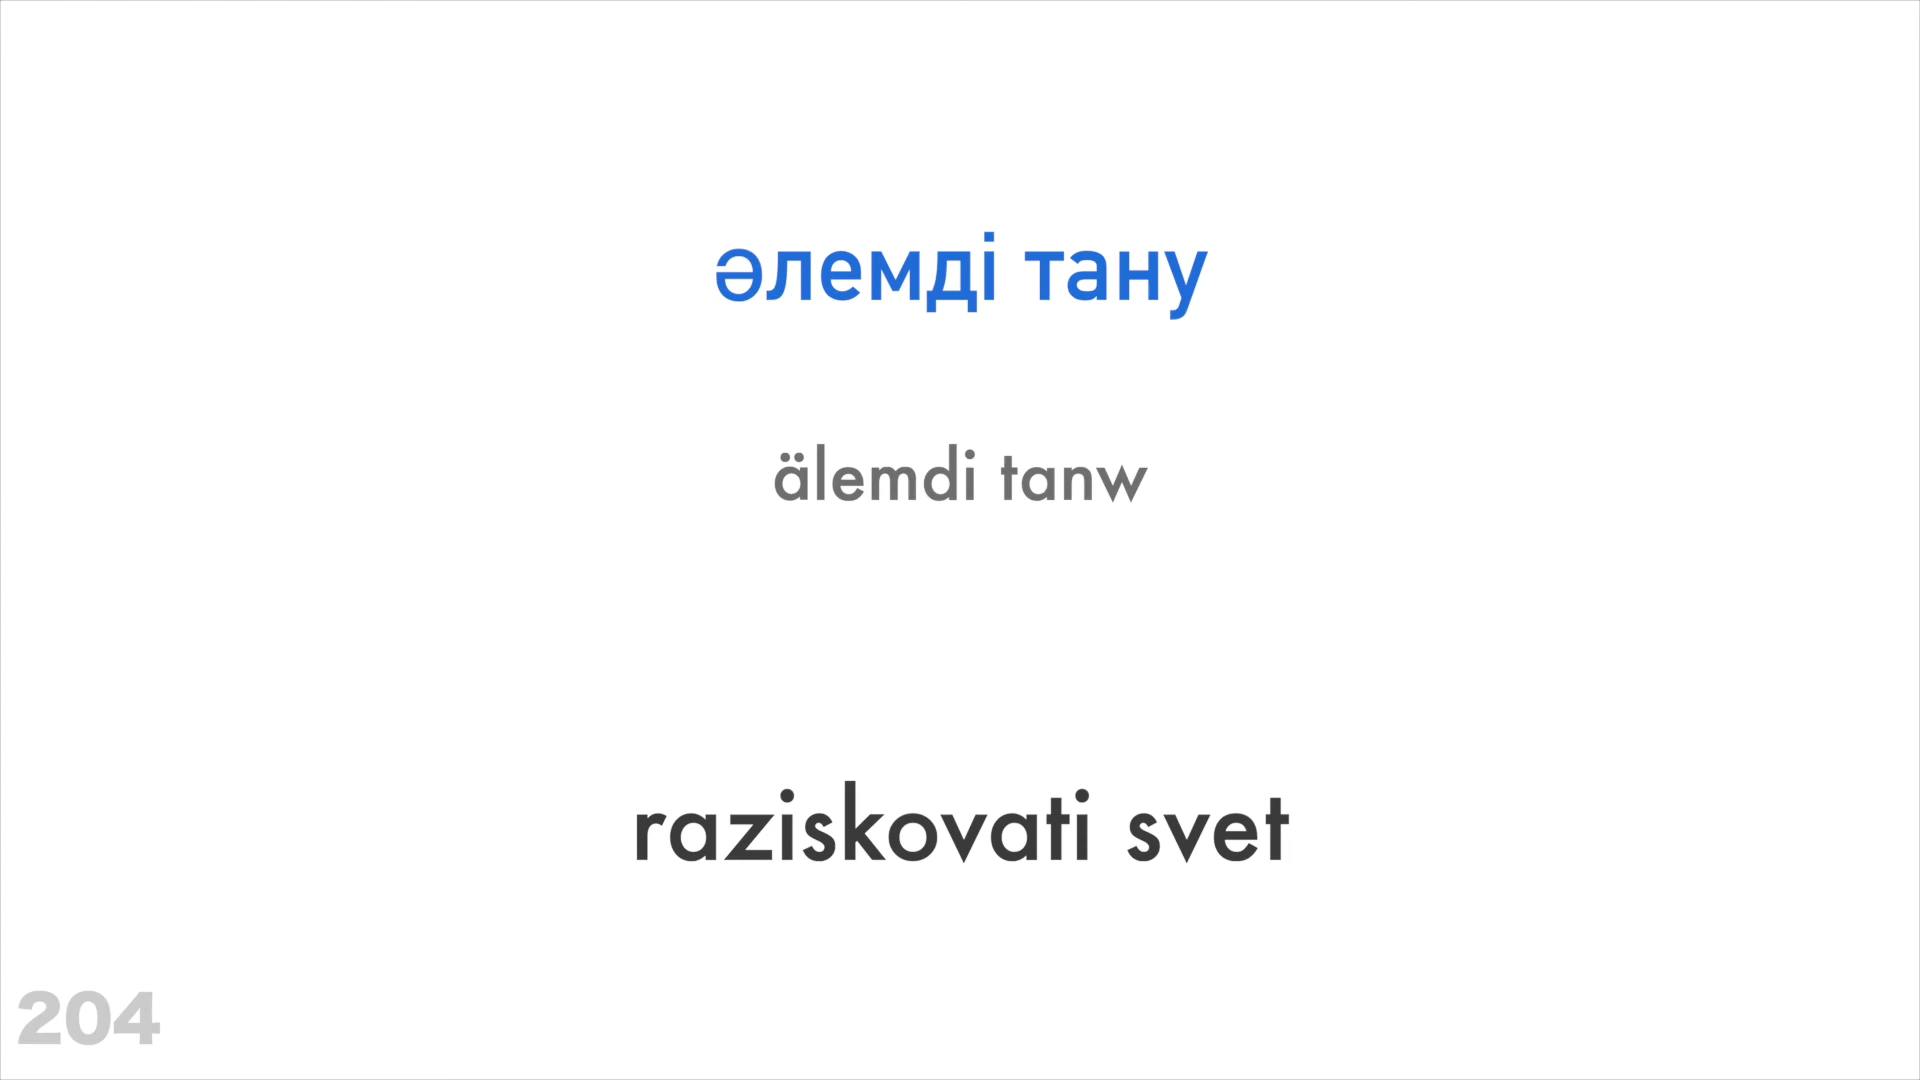 әлемді тану
älemdi tanw
raziskovati svet
204